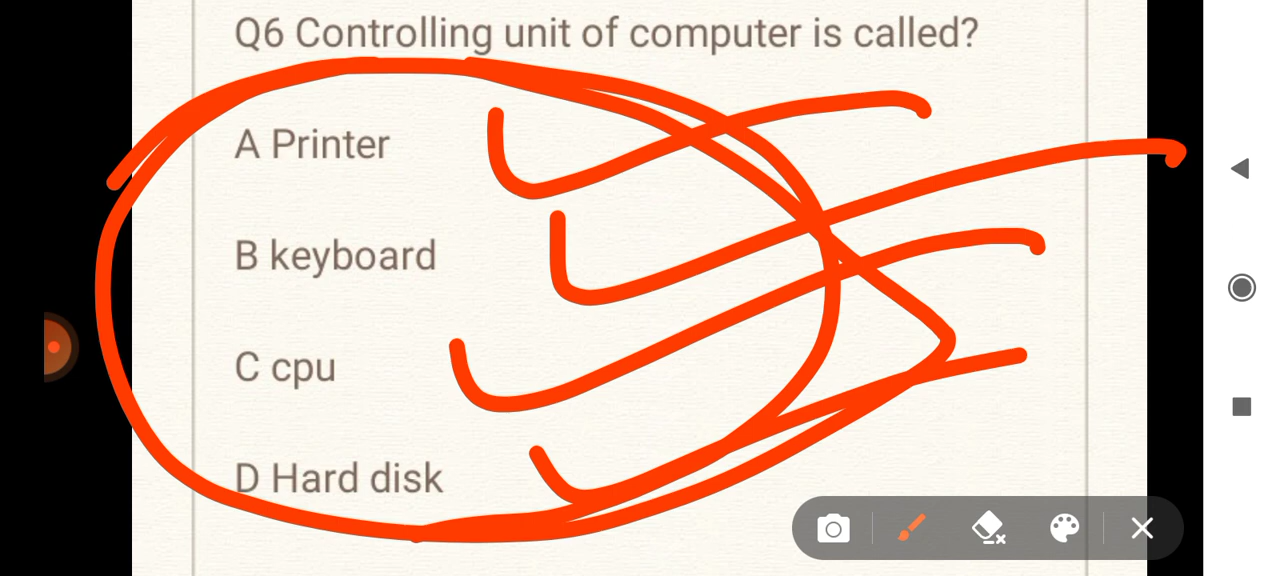 Q6 Controlling unit of computer is called?
A Printer
B keyboard
C cpu
D Hard disk